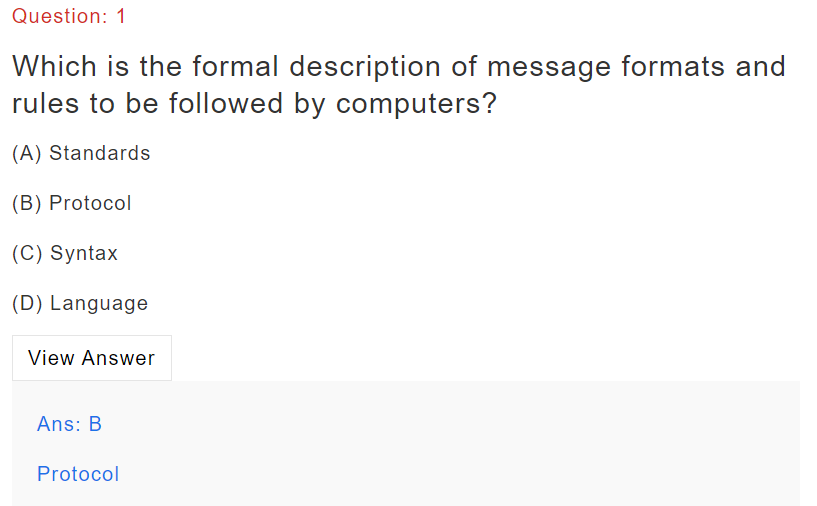 Question: 1
Which is the formal description of message formats and
rules to be followed by computers?
(A) Standards
(B) Protocol
(C) Syntax
(D) Language
View Answer
Ans: B
Protocol